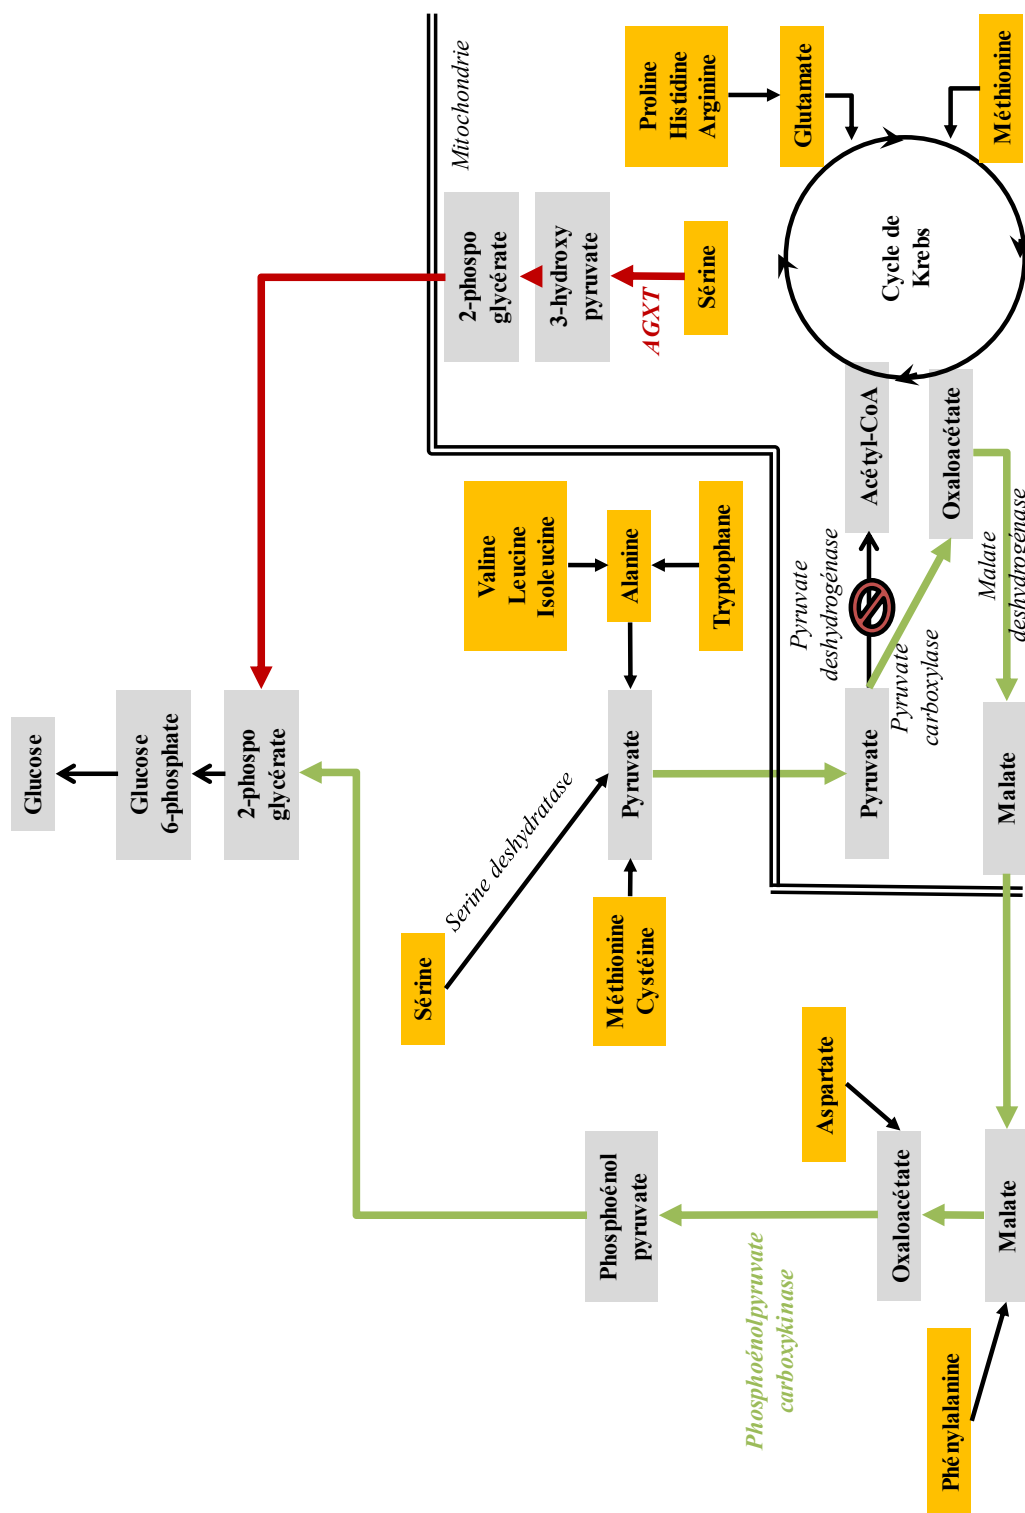 Glucose
Glucose
6-phosphate
2-phospo
glycérate
Mitochondrie
2-phospo
glycérate
3-hydroxy
pyruvate
AGXT
Sérine
Proline
Histidine
Arginine
Glutamate
Méthionine
Cycle de
Krebs
Valine
Leucine
Isoleucine
Alanine
Tryptophane
Sérine
Serine deshydratase
Pyruvate
Méthionine
Cystéine
Pyruvate
deshydrogénase
Acétyl-CoA
Pyruvate
Pyruvate
carboxylase
Oxaloacétate
Malate
deshydrogénase
Malate
Phosphoénol
pyruvate
Phosphoénolpyruvate
carboxykinase
Aspartate
Oxaloacétate
Malate
Phénylalanine